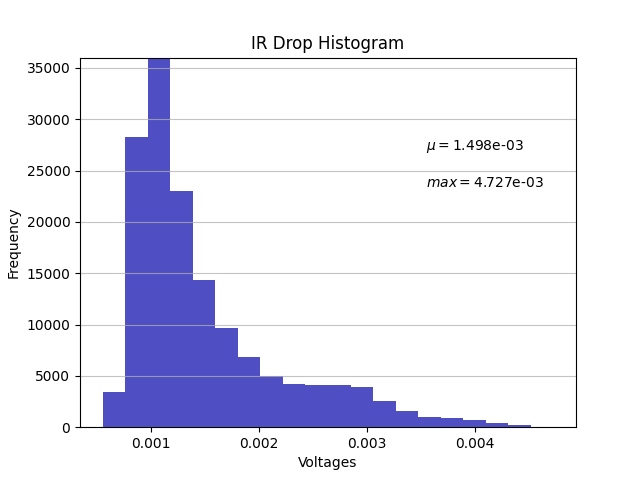 IR Drop Histogram
35000
30000
25000
20000
15000
10000
5000
0
Frequency
μ = 1.498e-03
max = 4.727e-03
0.001 0.002 0.003 0.004
Voltages